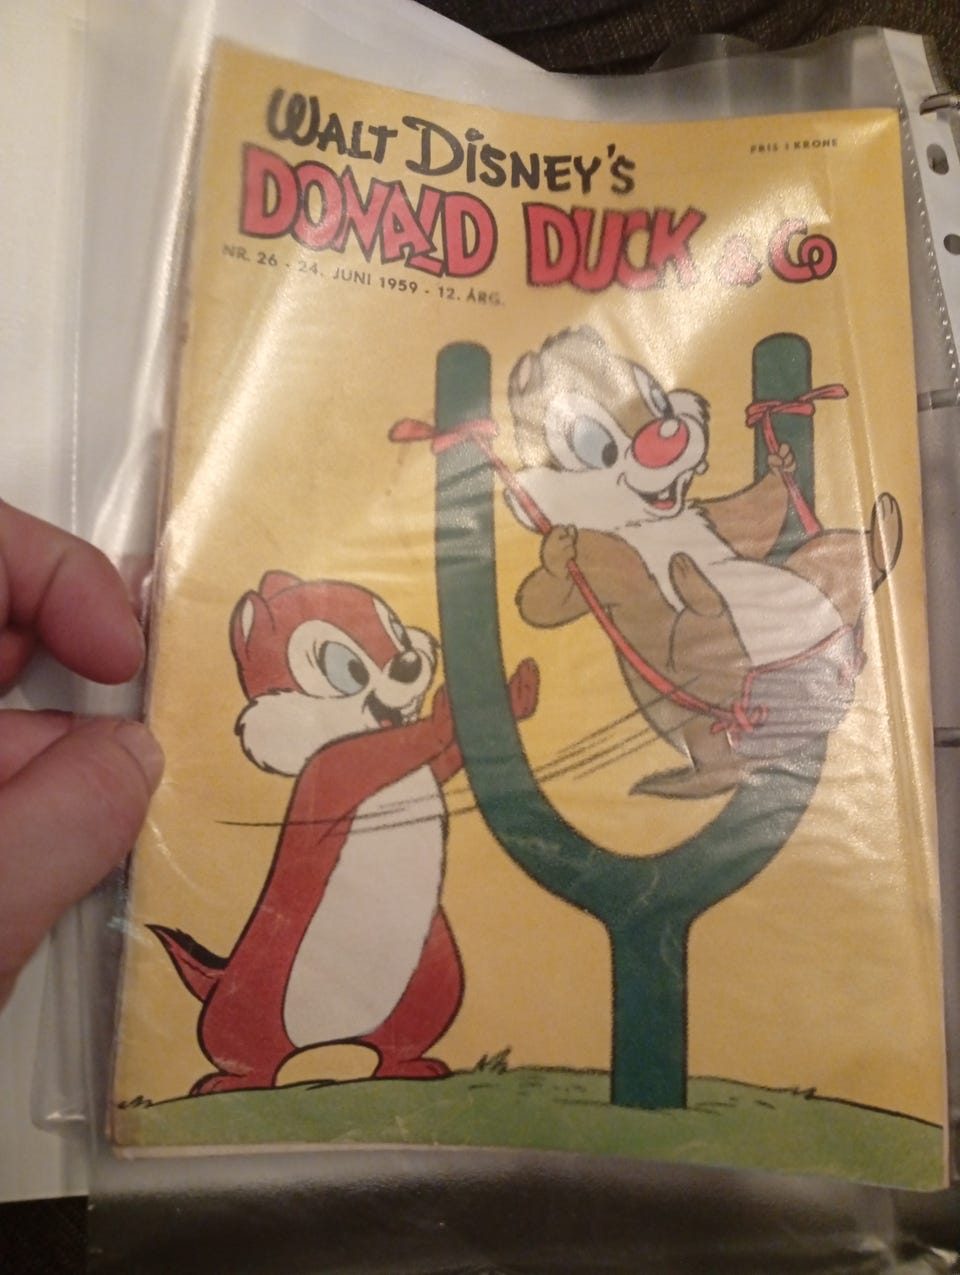 WALT DISNEY'S
PRIS 1 KRONE
DONALD DUCK & Co
NR. 26 - 24. JUNI 1959 - 12. ÅRG.